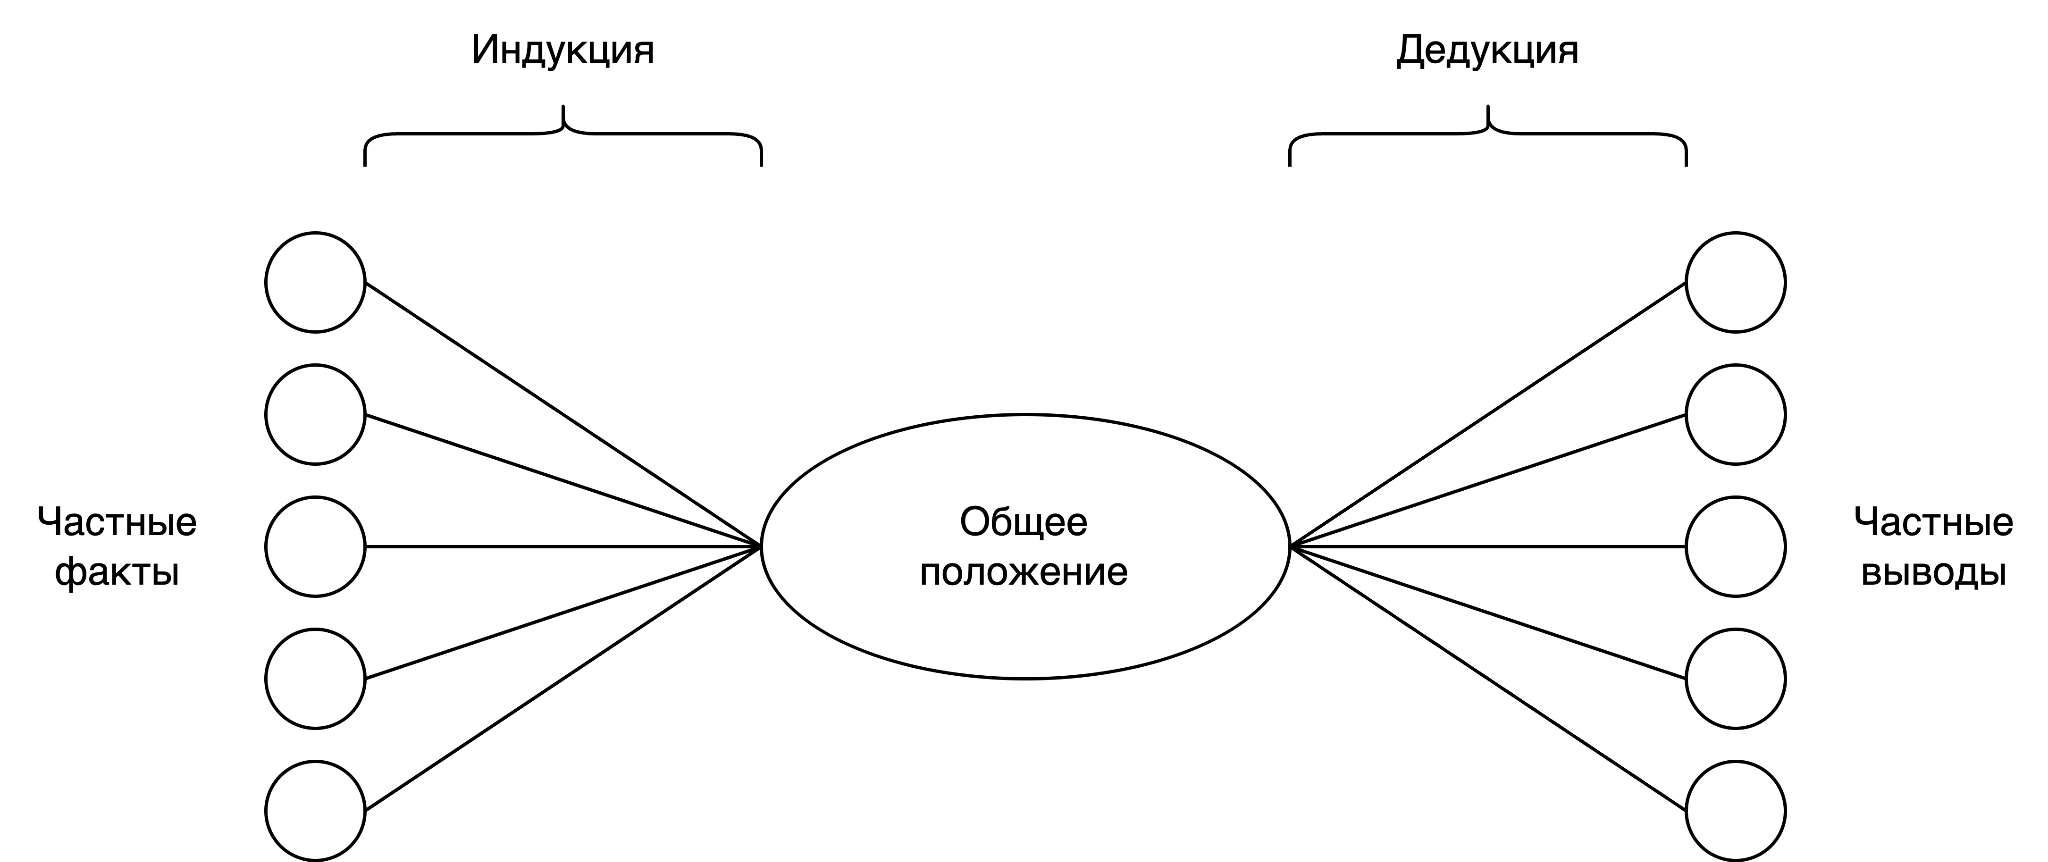 Индукция
Дедукция
Частные
факты
Общее
положение
Частные
выводы